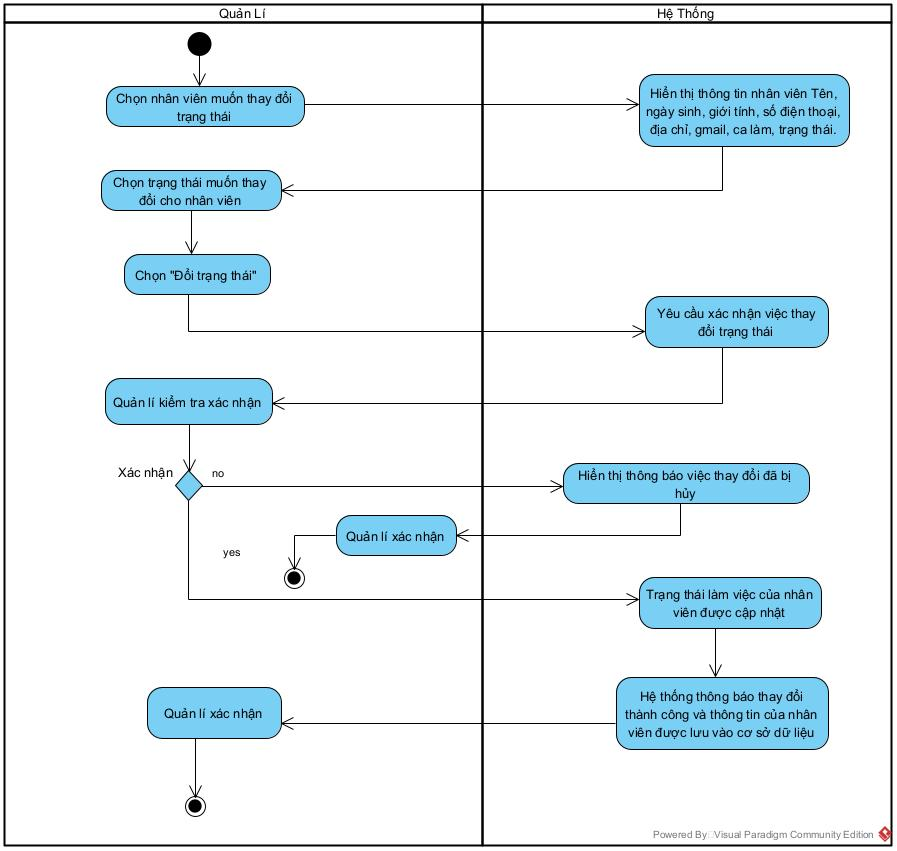 Quản Lí
Hệ Thống
Chọn nhân viên muốn thay đổi
trạng thái
Hiển thị thông tin nhân viên Tên,
ngày sinh, giới tính, số điện thoại,
địa chỉ, gmail, ca làm, trạng thái.
Chọn trạng thái muốn thay
đổi cho nhân viên
Chọn "Đổi trạng thái"
Yêu cầu xác nhận việc thay
đổi trạng thái
Quản lí kiểm tra xác nhận
Xác nhận
no
Hiển thị thông báo việc thay đổi đã bị
hủy
Quản lí xác nhận
yes
Trạng thái làm việc của nhân
viên được cập nhật
Hệ thống thông báo thay đổi
thành công và thông tin của nhân
viên được lưu vào cơ sở dữ liệu
Quản lí xác nhận
Powered By Visual Paradigm Community Edition